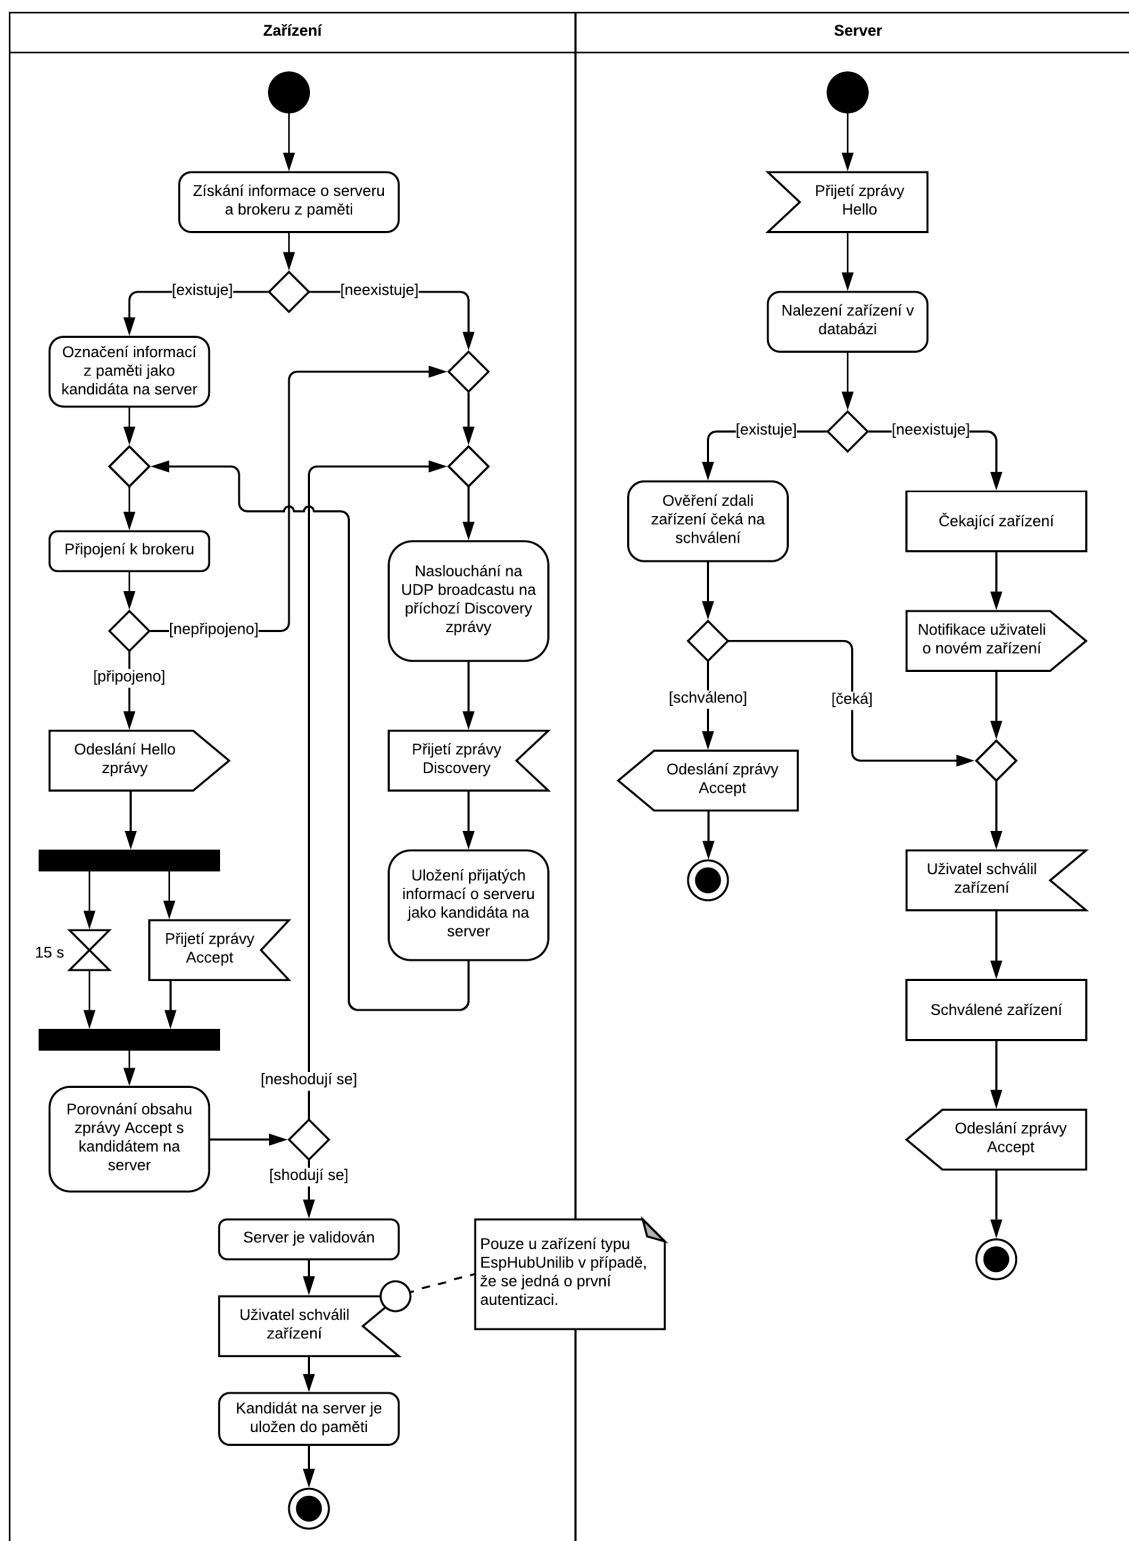 Zařízení
Server
Získání informace o serveru
a brokeru z paměti
[existuje]
[neexistuje]
Označení informací
z paměti jako
kandidáta na server
Připojení k brokeru
[nepřipojeno]
[připojeno]
Odeslání Hello
zprávy
15 s
Přijetí zprávy
Accept
Porovnání obsahu
zprávy Accept s
kandidátem na
server
Naslouchání na
UDP broadcastu na
příchozí Discovery
zprávy
Přijetí zprávy
Discovery
Uložení přijatých
informací o serveru
jako kandidáta na
server
[neshodují se]
[shodují se]
Server je validován
Uživatel schválil
zařízení
Pouze u zařízení typu
EspHubUnilib v případě,
že se jedná o první
autentizaci.
Kandidát na server je
uložen do paměti
Přijetí zprávy
Hello
Nalezení zařízení v
databázi
[existuje]
[neexistuje]
Ověření zdali
zařízení čeká na
schválení
[schváleno]
[čeká]
Odeslání zprávy
Accept
Čekající zařízení
Notifikace uživateli
o novém zařízení
Uživatel schválil
zařízení
Schválené zařízení
Odeslání zprávy
Accept